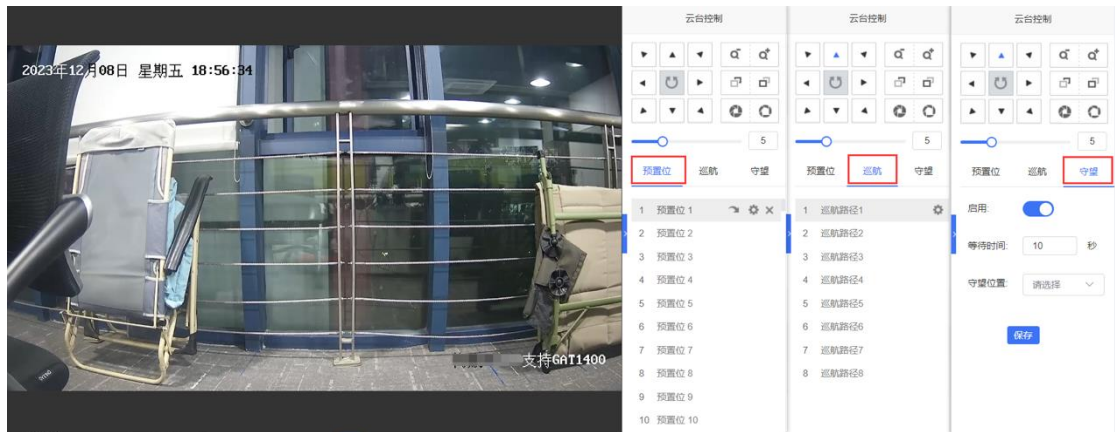 2023年12月08日 星期五 18:56:34
支持GAT1400
云台控制
5
预置位 巡航 守望
1 预置位 1
2 预置位 2
3 预置位 3
4 预置位 4
5 预置位 5
6 预置位 6
7 预置位 7
8 预置位 8
9 预置位 9
10 预置位 10
云台控制
5
预置位 巡航 守望
1 巡航路径1
2 巡航路径2
3 巡航路径3
4 巡航路径4
5 巡航路径5
6 巡航路径6
7 巡航路径7
8 巡航路径8
云台控制
5
预置位 巡航 守望
启用:
等待时间: 10 秒
守望位置: 请选择
保存